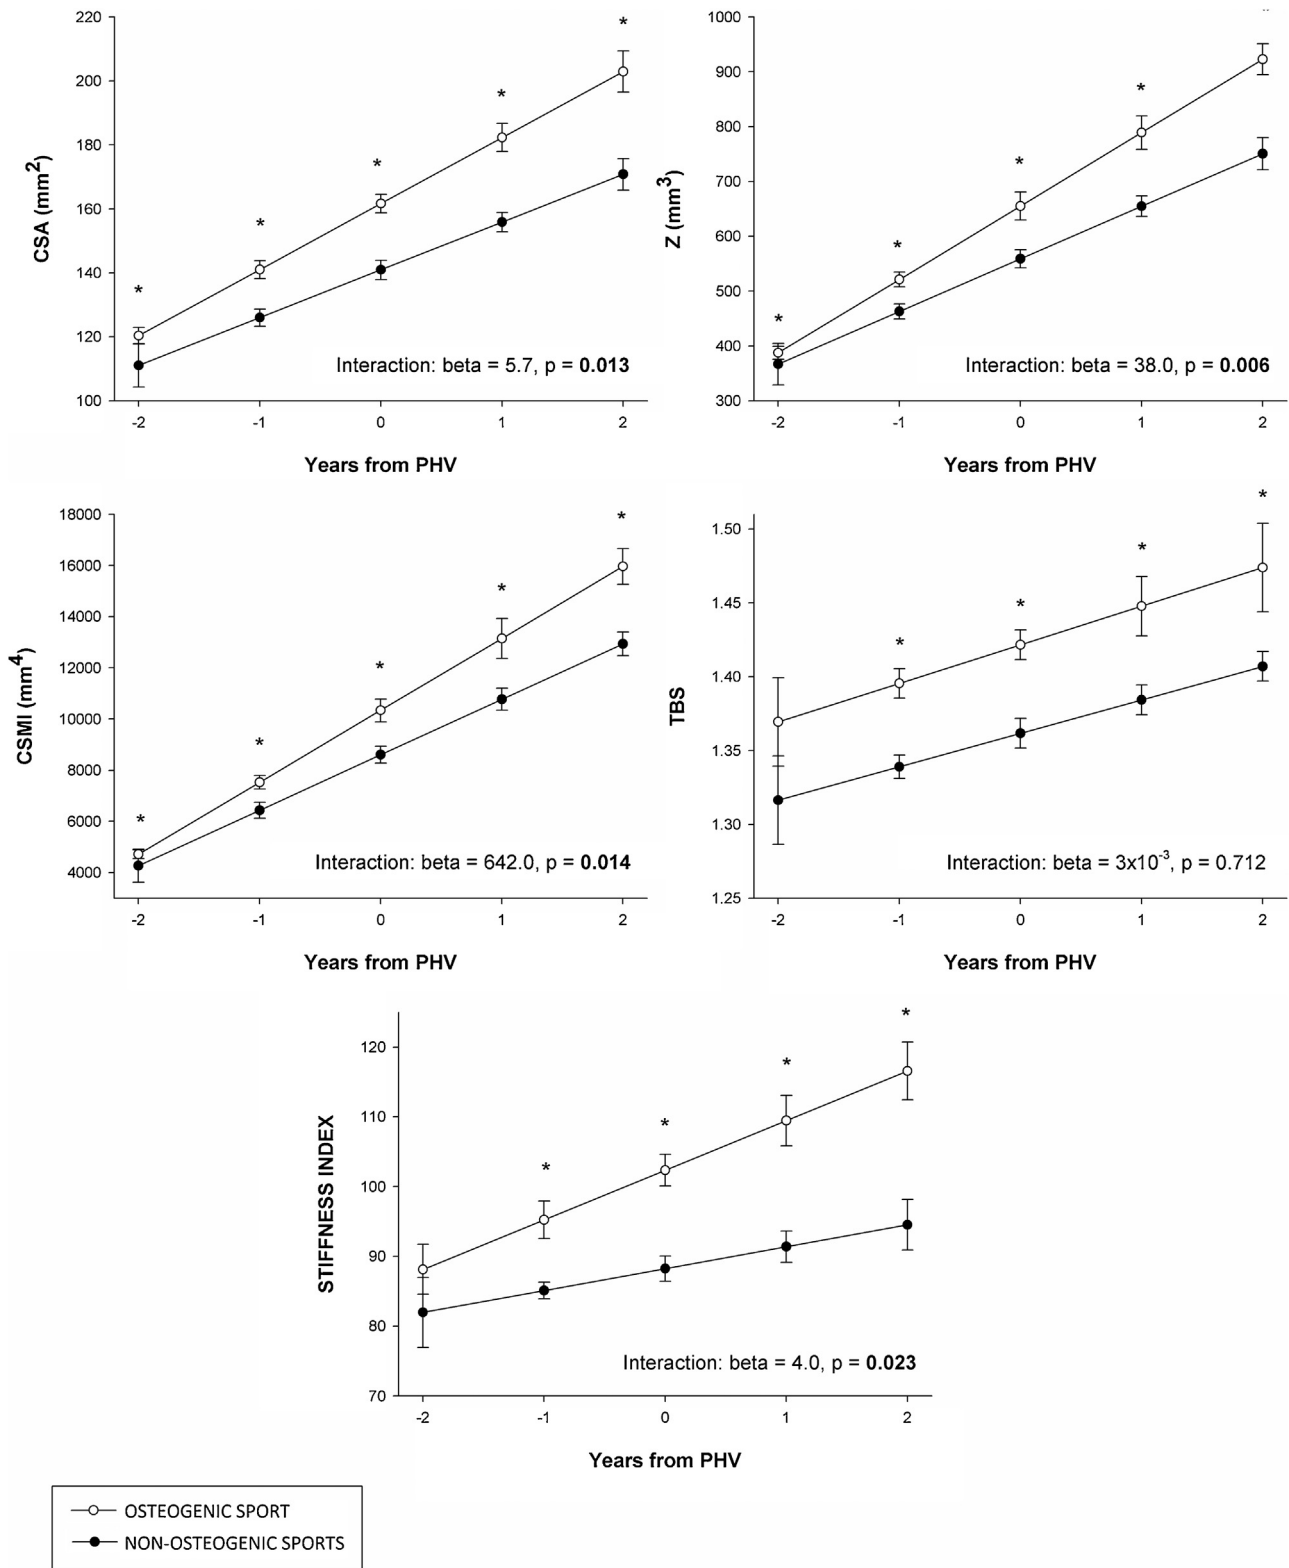 220
200
180
160
140
120
100
CSA (mm²)
*
*
*
*
*
Interaction: beta = 5.7, p = 0.013
-2 -1 0 1 2
Years from PHV
1000
900
800
700
600
500
400
300
Z (mm³)
*
*
*
*
Interaction: beta = 38.0, p = 0.006
-2 -1 0 1 2
Years from PHV
18000
16000
14000
12000
10000
8000
6000
4000
CSMI (mm⁴)
*
*
*
*
*
Interaction: beta = 642.0, p = 0.014
-2 -1 0 1 2
Years from PHV
1.50
1.45
1.40
1.35
1.30
1.25
TBS
*
*
*
*
Interaction: beta = 3x10⁻³, p = 0.712
-2 -1 0 1 2
Years from PHV
120
110
100
90
80
70
STIFFNESS INDEX
*
*
*
*
Interaction: beta = 4.0, p = 0.023
-2 -1 0 1 2
Years from PHV
OSTEOGENIC SPORT
NON-OSTEOGENIC SPORTS